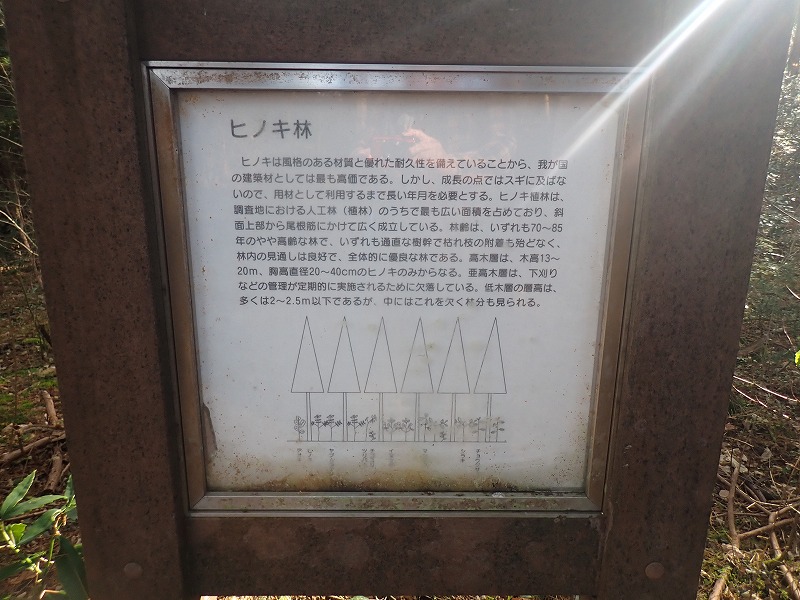 ヒノキ林
ヒノキは風格のある材質と優れた耐久性を備えていることから、我が国
の建築材としては最も高価である。しかし、成長の点ではスギに及ばな
いので、用材として利用するまで長い年月を必要とする。ヒノキ植林は、
調査地における人工林（植林）のうちで最も広い面積を占めており、斜
面上部から尾根筋にかけて広く成立している。林齢は、いずれも70〜85
年のやや高齢な林で、いずれも通直な樹幹で枯れ枝の附着も殆どなく、
林内の見通しは良好で、全体的に優良な林である。高木層は、木高13〜
20m、胸高直径20〜40cmのヒノキのみからなる。亜高木層は、下刈り
などの管理が定期的に実施されるために欠落している。低木層の層高は、
多くは2〜2.5m以下であるが、中にはこれを欠く林分も見られる。